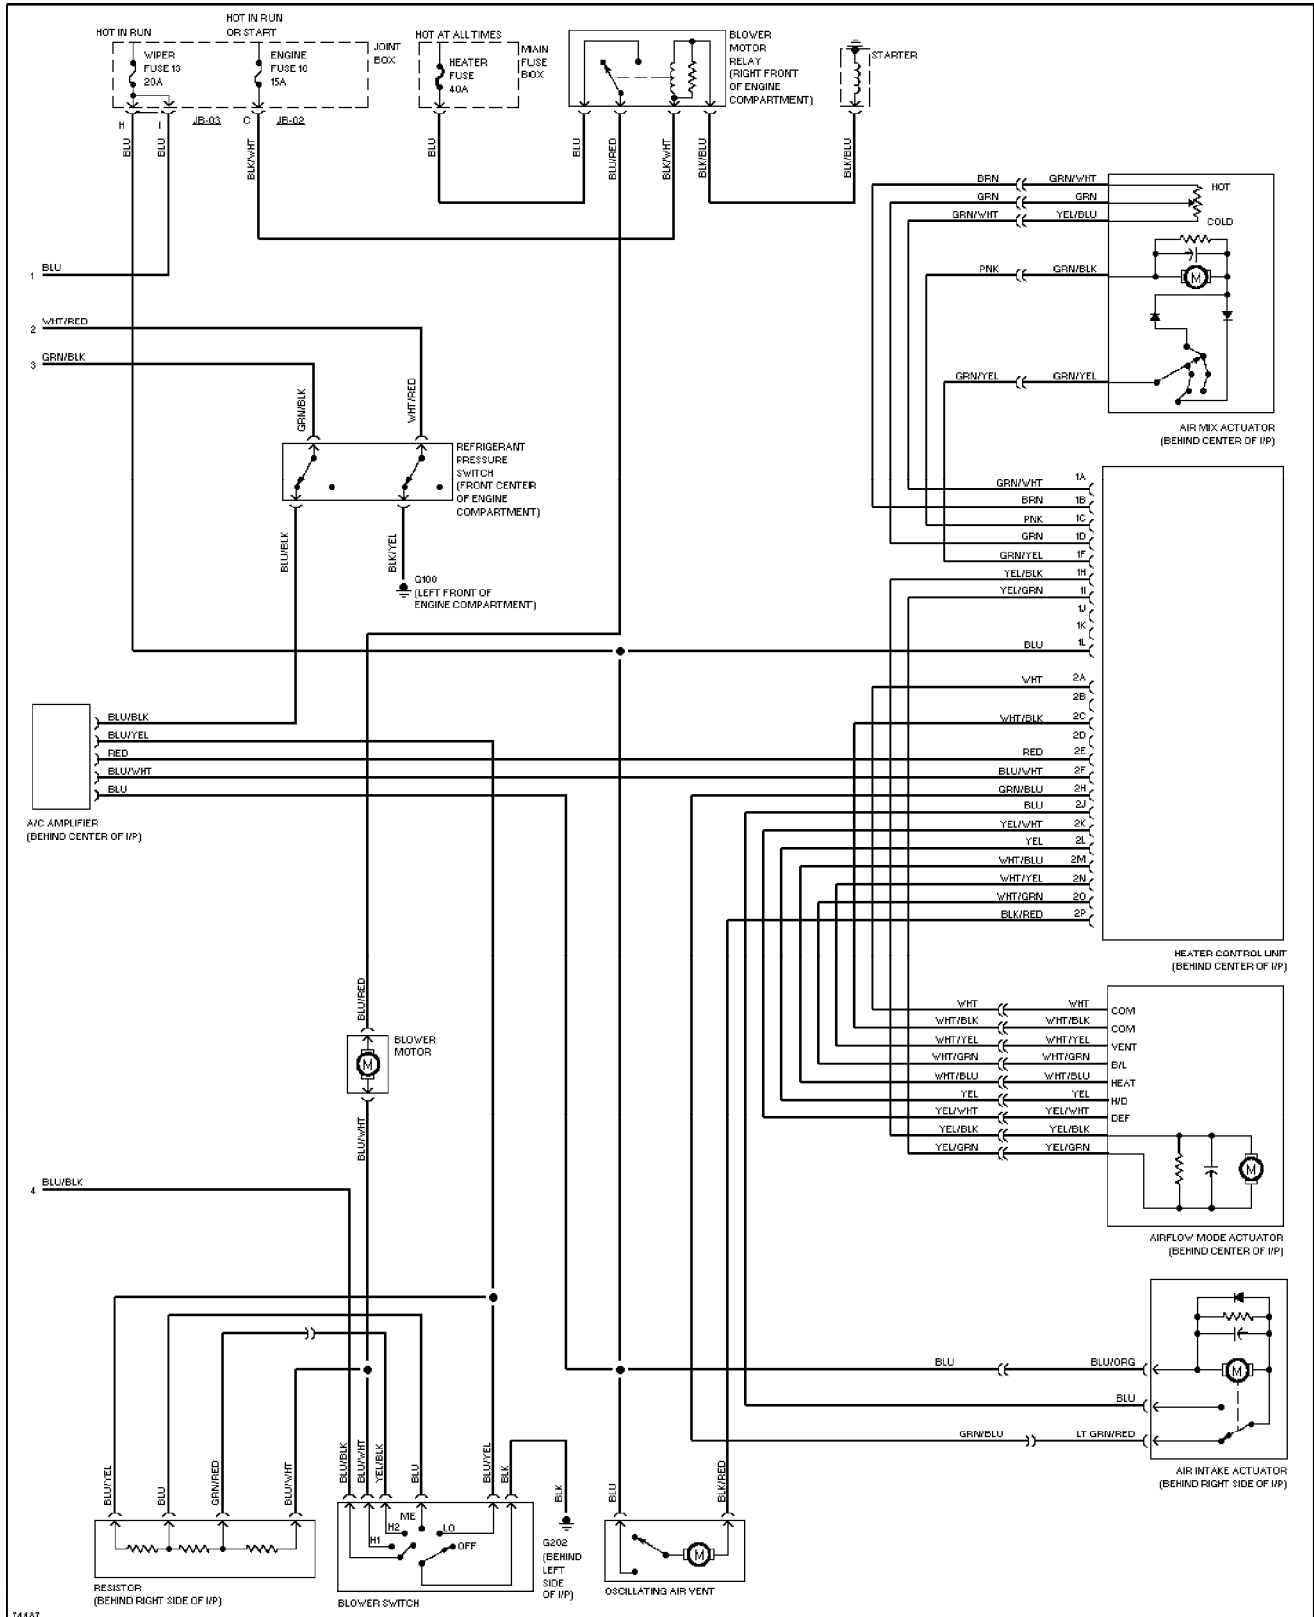 HOT IN RUN
HOT IN RUN
OR START
HOT AT ALL TIMES
WIPER
FUSE 13
20A
ENGINE
FUSE 10
15A
JOINT
BOX
HEATER
FUSE
40A
MAIN
FUSE
BOX
BLOWER
MOTOR
RELAY
(RIGHT FRONT
OF ENGINE
COMPARTMENT)
STARTER
H
I
JB-03
C
JB-02
BLU
BLU
BLK/WHT
BLU
BLU
BLU/RED
BLK/WHT
BLK/BLU
BLK/BLU
BRN
GRN/WHT
HOT
GRN
GRN
GRN/WHT
YEL/BLU
COLD
PNK
GRN/BLK
M
GRN/YEL
GRN/YEL
AIR MIX ACTUATOR
(BEHIND CENTER OF I/P)
1
BLU
2
WHT/RED
3
GRN/BLK
GRN/BLK
WHT/RED
REFRIGERANT
PRESSURE
SWITCH
(FRONT CENTER
OF ENGINE
COMPARTMENT)
BLU/BLK
BLK/YEL
G100
(LEFT FRONT OF
ENGINE COMPARTMENT)
GRN/WHT 1A
BRN 1B
PNK 1C
GRN 1D
GRN/YEL 1F
YEL/BLK 1H
YEL/GRN 1I
1J
1K
BLU 1L
WHT 2A
2B
WHT/BLK 2C
2D
RED 2E
BLU/WHT 2F
GRN/BLU 2H
BLU 2J
YEL/WHT 2K
YEL 2L
WHT/BLU 2M
WHT/YEL 2N
WHT/GRN 2O
BLK/RED 2P
HEATER CONTROL UNIT
(BEHIND CENTER OF I/P)
BLU/BLK
BLU/YEL
RED
BLU/WHT
BLU
A/C AMPLIFIER
(BEHIND CENTER OF I/P)
BLU/RED
BLOWER
MOTOR
M
BLU/WHT
WHT WHT COM
WHT/BLK WHT/BLK COM
WHT/YEL WHT/YEL VENT
WHT/GRN WHT/GRN B/L
WHT/BLU WHT/BLU HEAT
YEL YEL H/D
YEL/WHT YEL/WHT DEF
YEL/BLK YEL/BLK
YEL/GRN YEL/GRN
M
AIRFLOW MODE ACTUATOR
(BEHIND CENTER OF I/P)
4
BLU/BLK
BLU BLU/ORG
M
BLU
GRN/BLU LT GRN/RED
AIR INTAKE ACTUATOR
(BEHIND RIGHT SIDE OF I/P)
BLU/YEL
BLU
GRN/RED
BLU/WHT
BLU/BLK
BLU/WHT
YEL/BLK
BLU
BLU/YEL
BLK
BLK
BLU
BLK/RED
ME
H2
LO
H1
OFF
M
RESISTOR
(BEHIND RIGHT SIDE OF I/P)
BLOWER SWITCH
G202
(BEHIND
LEFT
SIDE
OF I/P)
OSCILLATING AIR VENT
74487